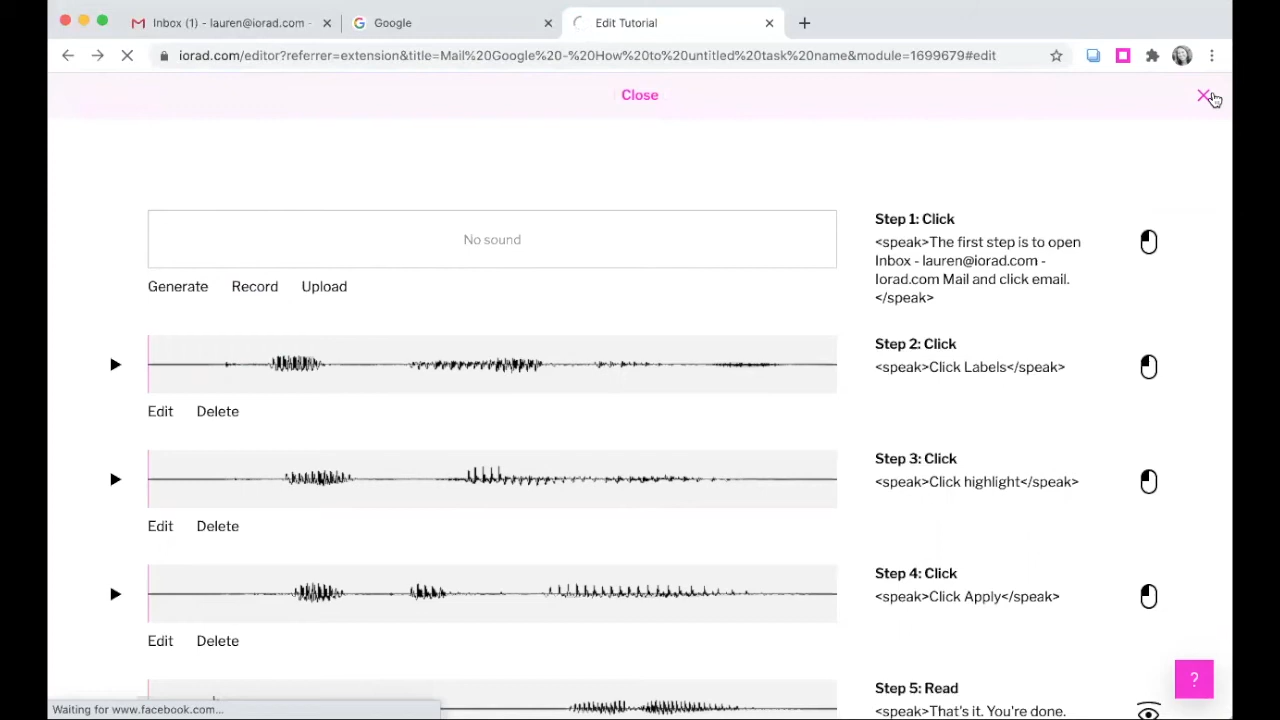 Inbox (1) - lauren@iorad.com -
Google
Edit Tutorial
iorad.com/editor?referrer=extension&title=Mail%20Google%20-%20How%20to%20untitled%20task%20name&module=1699679#edit
Close
No sound
Generate Record Upload
Step 1: Click
<speak>The first step is to open
Inbox - lauren@iorad.com -
Iorad.com Mail and click email.
</speak>
Edit Delete
Step 2: Click
<speak>Click Labels</speak>
Edit Delete
Step 3: Click
<speak>Click highlight</speak>
Edit Delete
Step 4: Click
<speak>Click Apply</speak>
Step 5: Read
<speak>That's it. You're done.
?
Waiting for www.facebook.com...